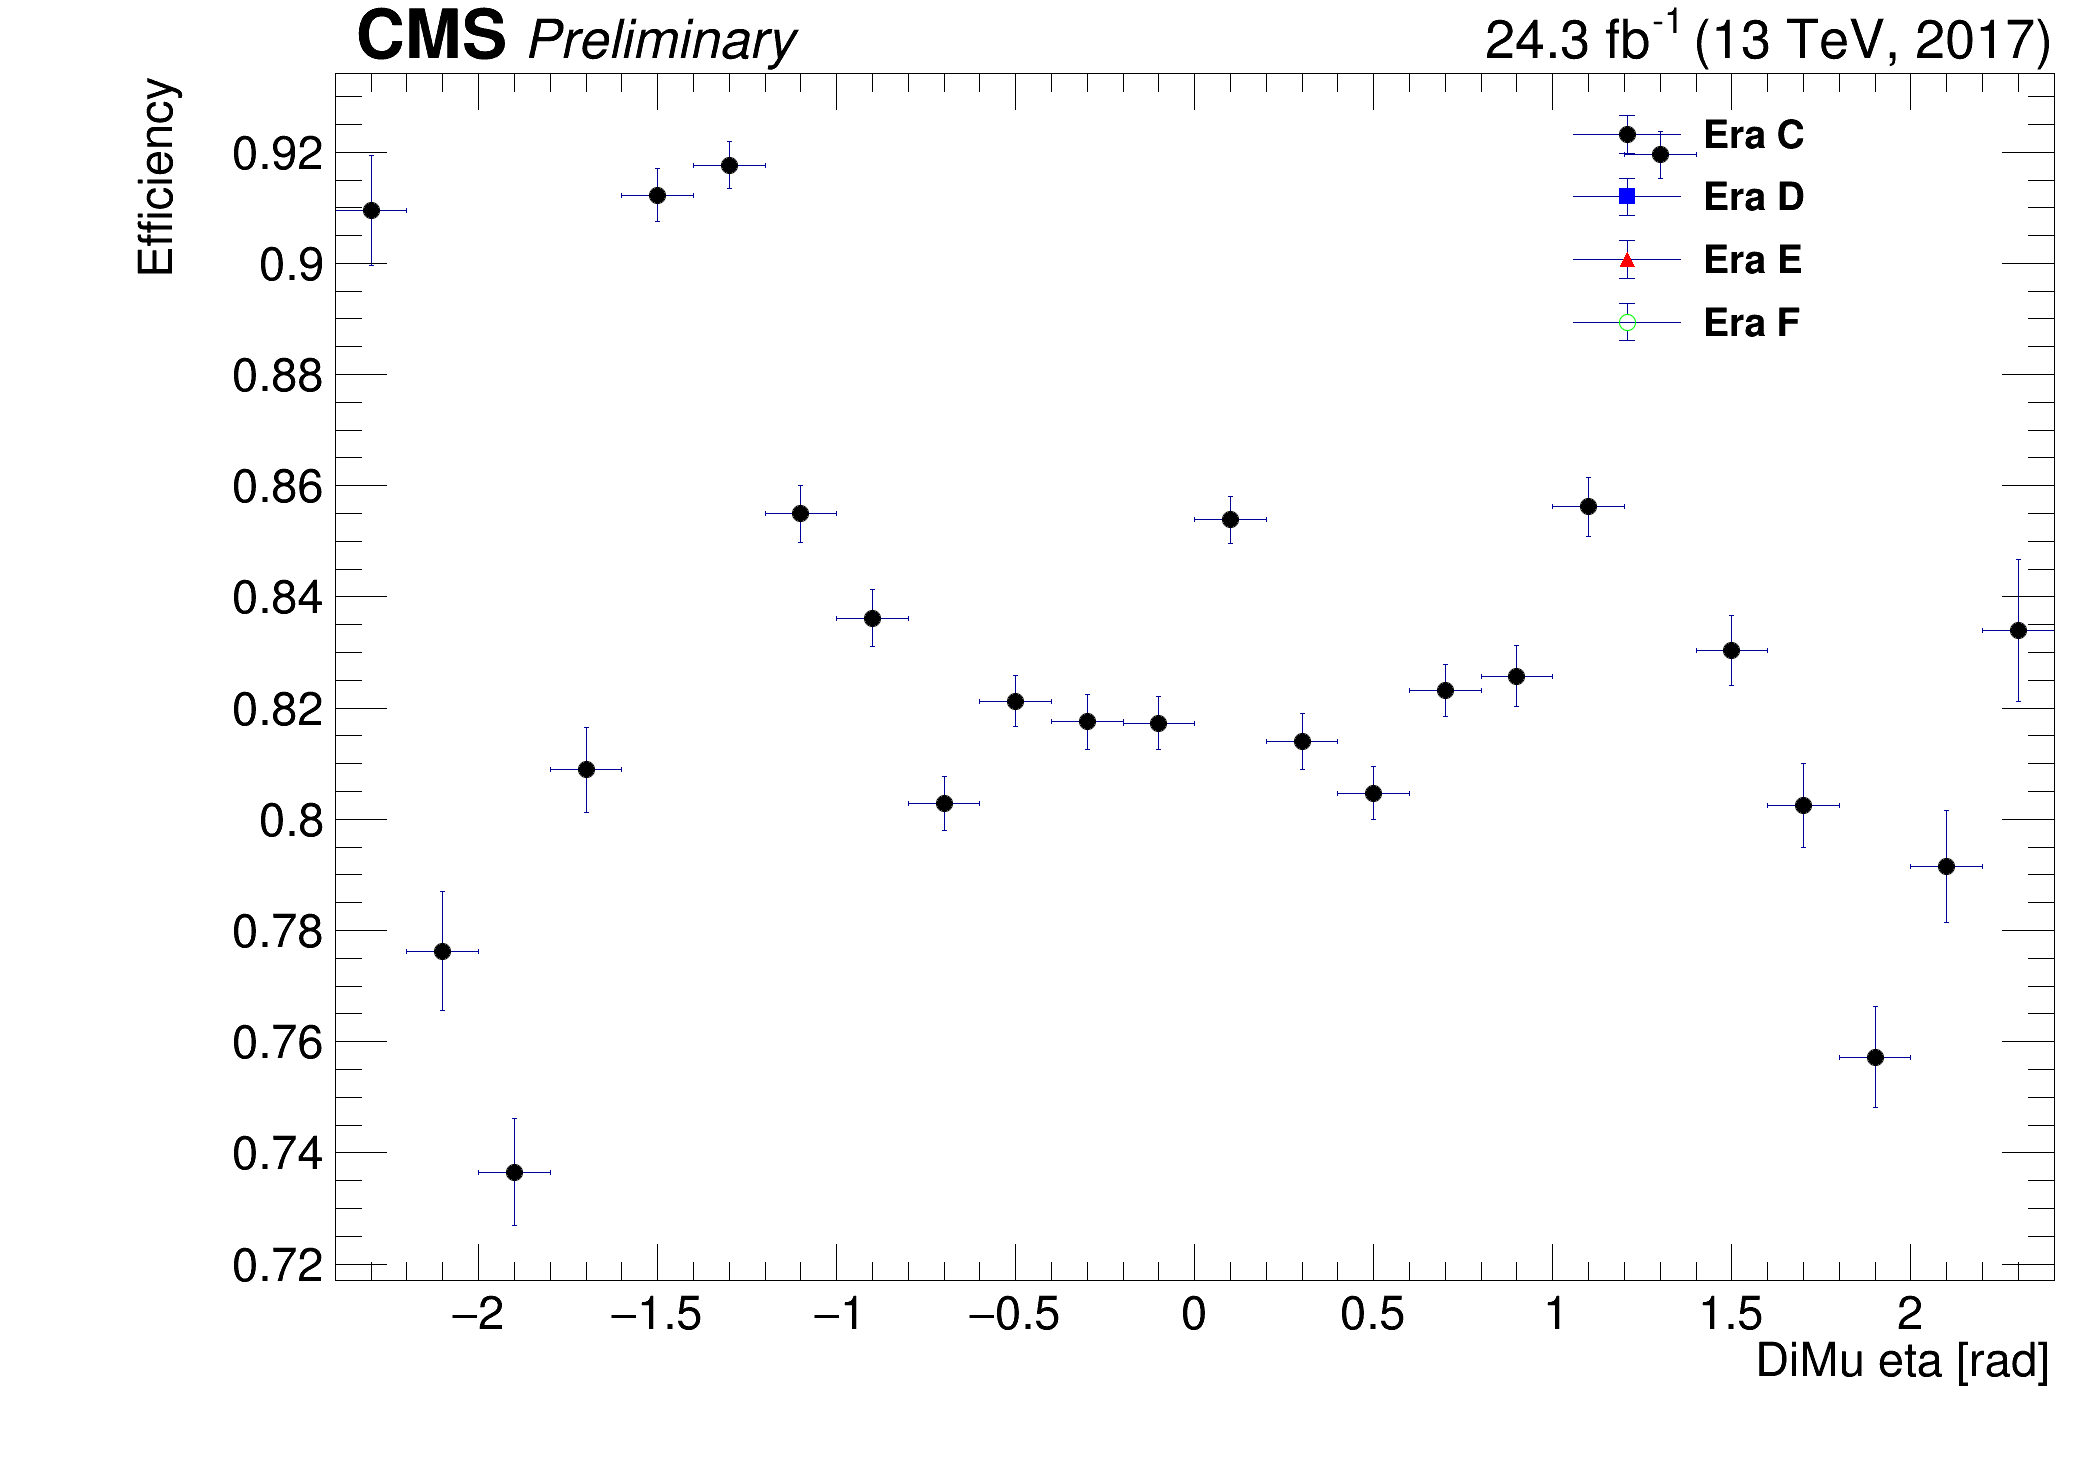 CMS Preliminary
24.3 fb-1 (13 TeV, 2017)
Efficiency
0.92
0.9
0.88
0.86
0.84
0.82
0.8
0.78
0.76
0.74
0.72
Era C
Era D
Era E
Era F
−2
−1.5
−1
−0.5
0
0.5
1
1.5
2
DiMu eta [rad]